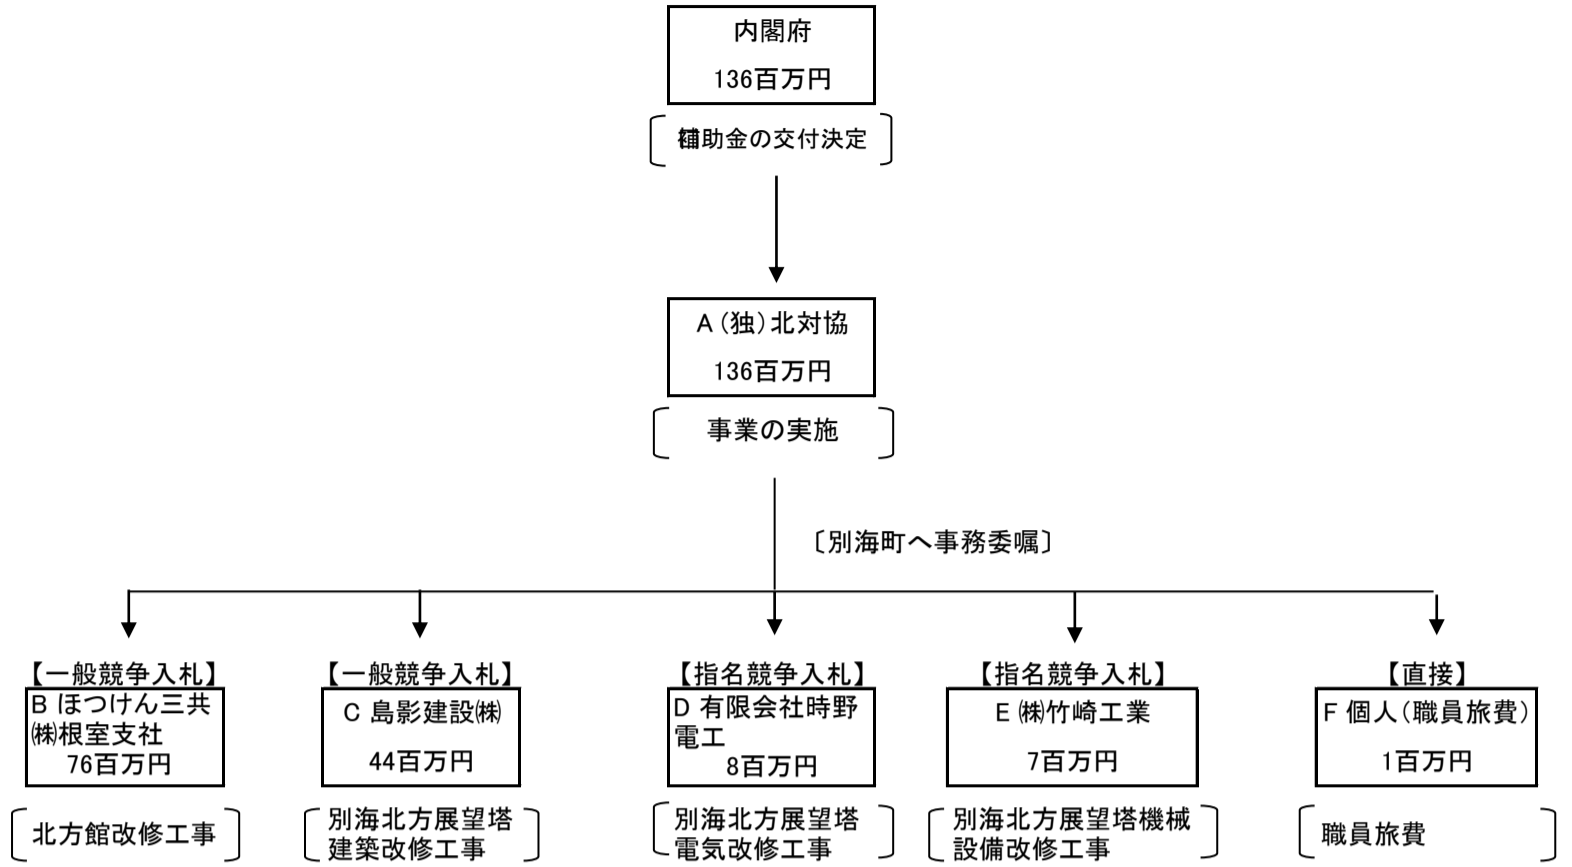 内閣府
136百万円
補助金の交付決定
A（独）北対協
136百万円
事業の実施
〔別海町へ事務委嘱〕
【一般競争入札】
B ほつけん三共
㈱根室支社
76百万円
北方館改修工事
【一般競争入札】
C 島影建設㈱
44百万円
別海北方展望塔
建築改修工事
【指名競争入札】
D 有限会社時野
電工
8百万円
別海北方展望塔
電気改修工事
【指名競争入札】
E ㈱竹崎工業
7百万円
別海北方展望塔機械
設備改修工事
【直接】
F 個人（職員旅費）
1百万円
職員旅費